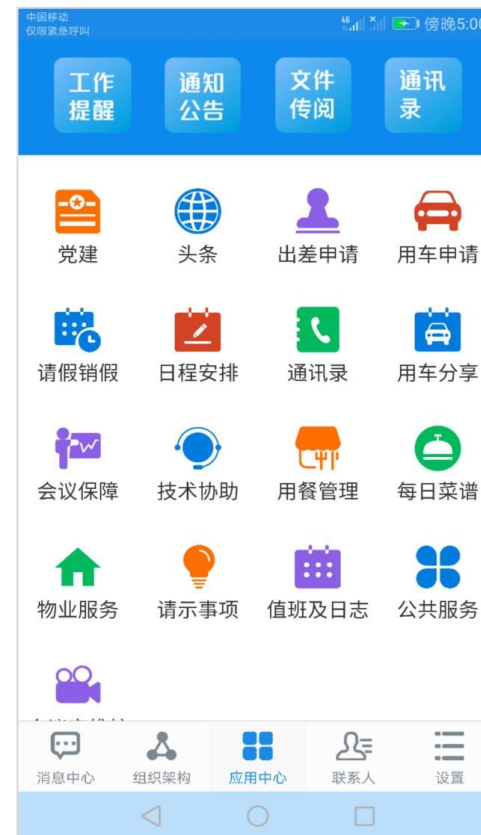 中国移动
仅限紧急呼叫
46 傍晚5:00
工作 通知 文件 通讯
提醒 公告 传阅 录
党建 头条 出差申请 用车申请
请假销假 日程安排 通讯录 用车分享
会议保障 技术协助 用餐管理 每日菜谱
物业服务 请示事项 值班及日志 公共服务
消息中心 组织架构 应用中心 联系人 设置